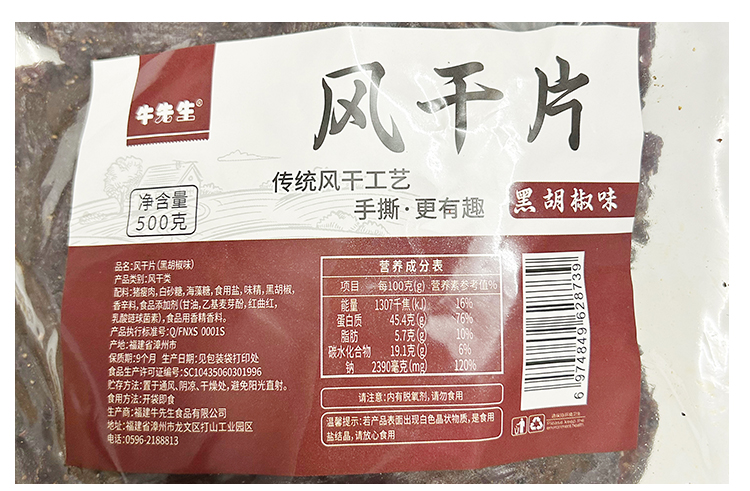 牛先生®
风干片
传统风干工艺
手撕·更有趣
黑胡椒味
净含量
500克
品名:风干片(黑胡椒味)
产品类别:风干类
配料:猪瘦肉,白砂糖,海藻糖,食用盐,味精,黑胡椒,
香辛料,食品添加剂(甘油,乙基麦芽酚,红曲红,
乳酸链球菌素),食品用香精香料。
产品执行标准号:Q/FNXS 0001S
产地:福建省漳州市
保质期:9个月 生产日期:见包装袋打印处
食品生产许可证编号:SC10435060301996
贮存方法:置于通风、阴凉、干燥处,避免阳光直射。
食用方法:开袋即食
生产商:福建牛先生食品有限公司
地址:福建省漳州市龙文区打山工业园区
电话:0596-2188813
营养成分表
项目 每100克(g) 营养素参考值%
能量 1307千焦(kJ) 16%
蛋白质 45.4克(g) 76%
脂肪 5.7克(g) 10%
碳水化合物 19.1克(g) 6%
钠 2390毫克(mg) 120%
请注意:内有脱氧剂,请勿食用
温馨提示:若产品表面出现白色晶状物质,是食用
盐结晶,请放心食用
6974849628739
Please keep the
environment health